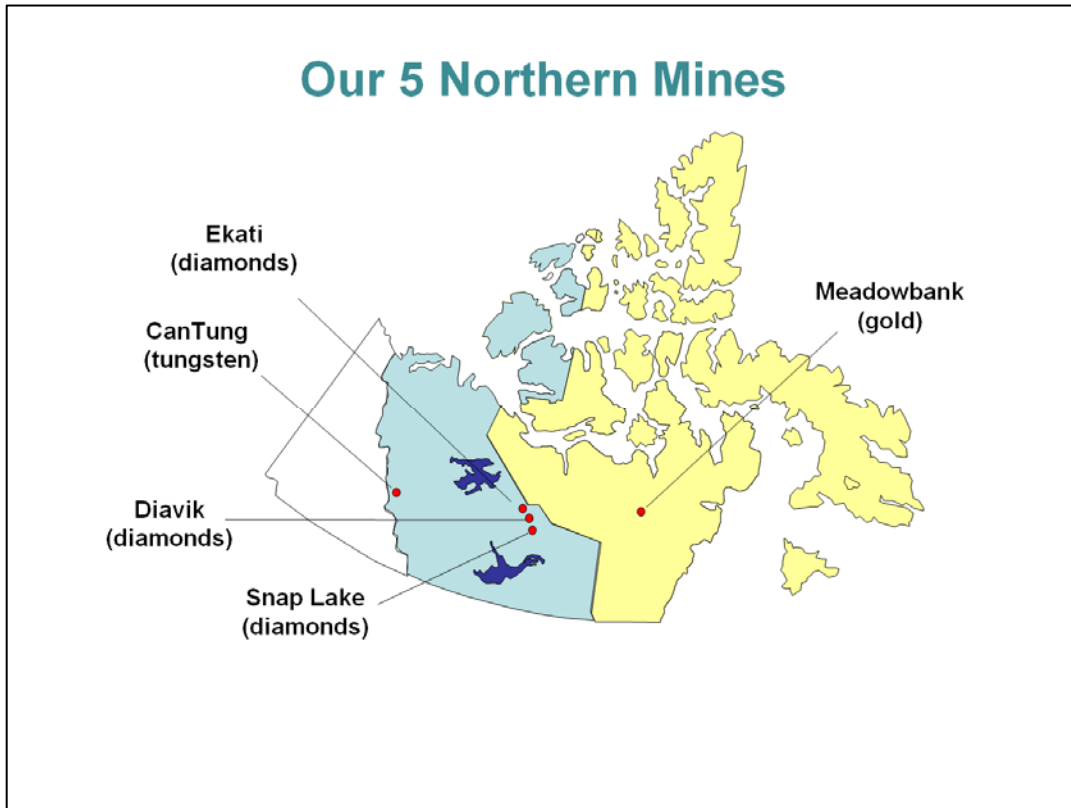 Our 5 Northern Mines
Ekati
(diamonds)
CanTung
(tungsten)
Meadowbank
(gold)
Diavik
(diamonds)
Snap Lake
(diamonds)